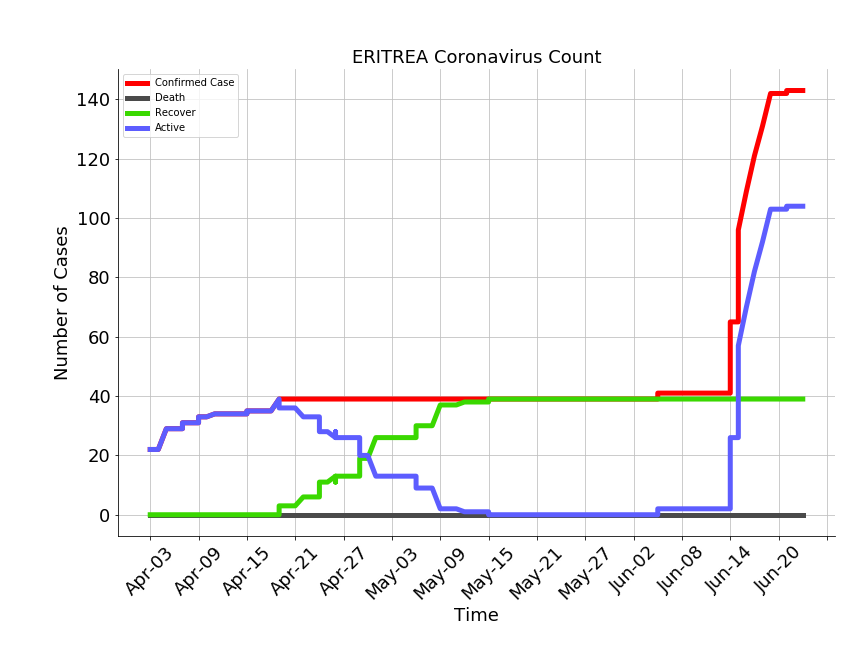 ERITREA Coronavirus Count
Confirmed Case
Death
Recover
Active
Number of Cases
140
120
100
80
60
40
20
0
Apr-03
Apr-09
Apr-15
Apr-21
Apr-27
May-03
May-09
May-15
May-21
May-27
Jun-02
Jun-08
Jun-14
Jun-20
Time